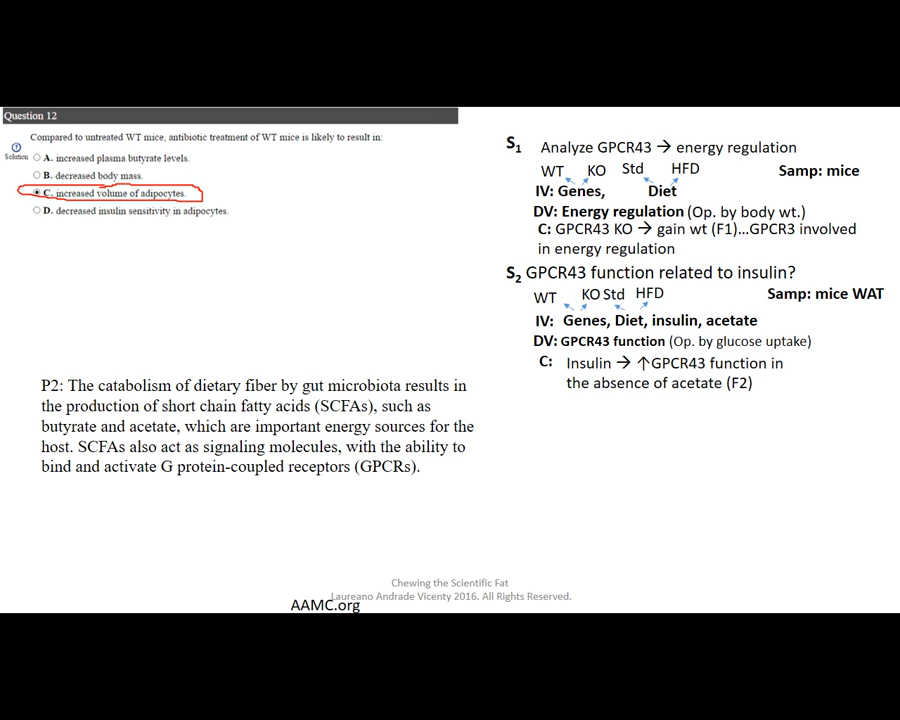 Question 12
Compared to untreated WT mice, antibiotic treatment of WT mice is likely to result in:
Solution
A. increased plasma butyrate levels.
B. decreased body mass.
C. increased volume of adipocytes.
D. decreased insulin sensitivity in adipocytes.
P2: The catabolism of dietary fiber by gut microbiota results in
the production of short chain fatty acids (SCFAs), such as
butyrate and acetate, which are important energy sources for the
host. SCFAs also act as signaling molecules, with the ability to
bind and activate G protein-coupled receptors (GPCRs).
S1 Analyze GPCR43 → energy regulation
WT KO Std HFD Samp: mice
IV: Genes, Diet
DV: Energy regulation (Op. by body wt.)
C: GPCR43 KO → gain wt (F1)...GPCR3 involved
in energy regulation
S2 GPCR43 function related to insulin?
WT KO Std HFD Samp: mice WAT
IV: Genes, Diet, insulin, acetate
DV: GPCR43 function (Op. by glucose uptake)
C: Insulin → ↑GPCR43 function in
the absence of acetate (F2)
Chewing the Scientific Fat
Laureano Andrade Vicenty 2016. All Rights Reserved.
AAMC.org